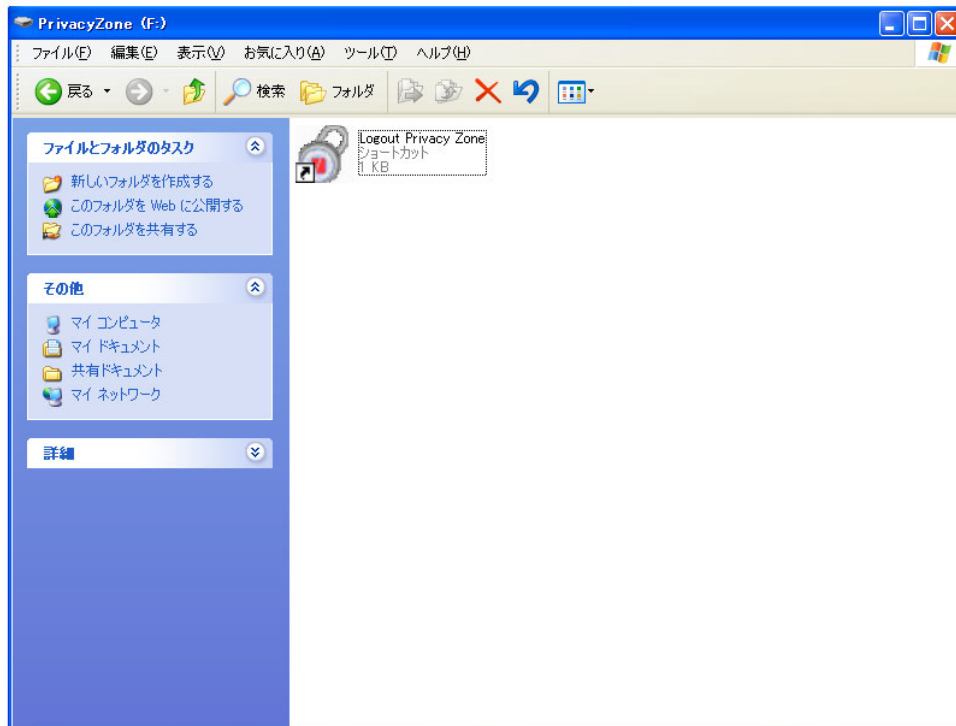 PrivacyZone (F:)
ファイル(F) 編集(E) 表示(V) お気に入り(A) ツール(T) ヘルプ(H)
戻る 検索 フォルダ
ファイルとフォルダのタスク
新しいフォルダを作成する
このフォルダを Web に公開する
このフォルダを共有する
その他
マイ コンピュータ
マイ ドキュメント
共有ドキュメント
マイ ネットワーク
詳細
Logout Privacy Zone
ショートカット
1 KB